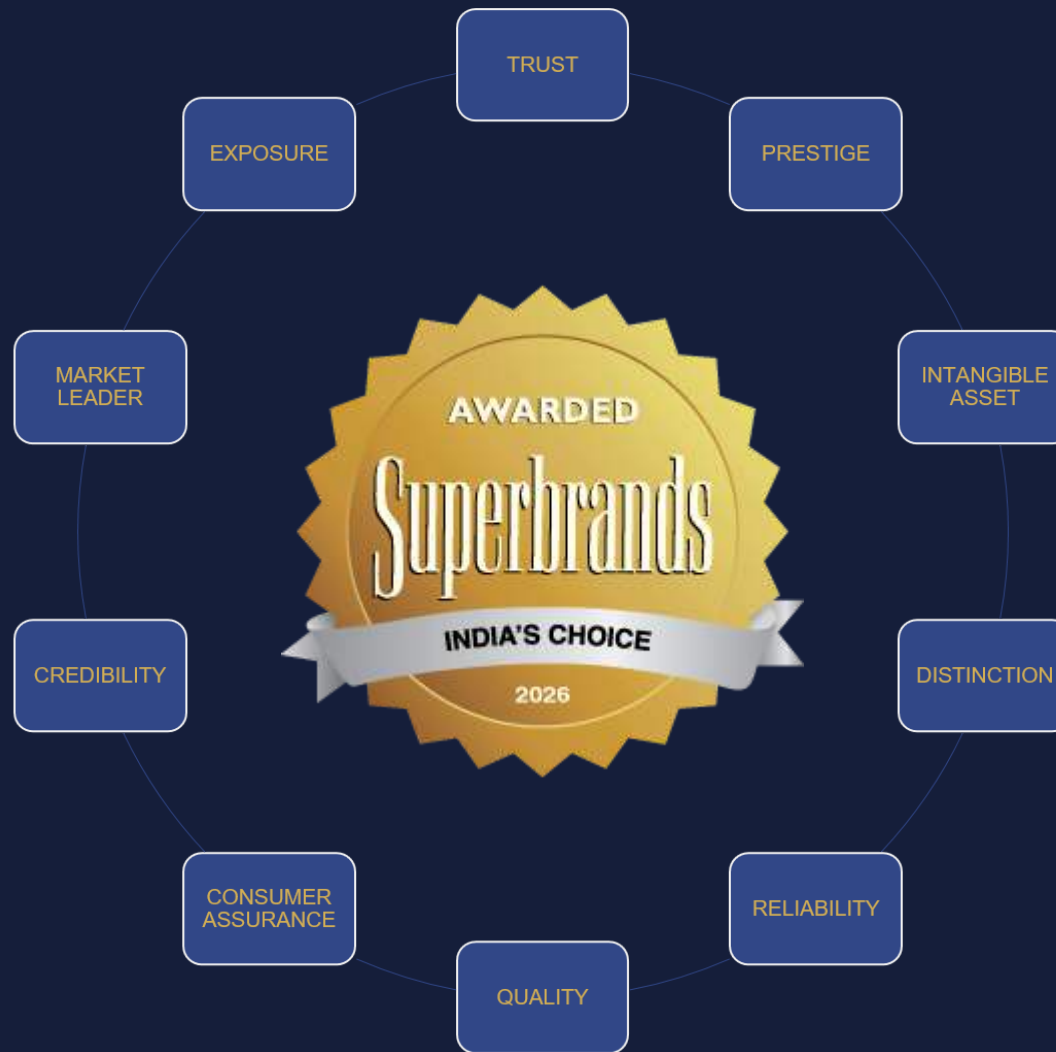 TRUST
PRESTIGE
INTANGIBLE
ASSET
DISTINCTION
RELIABILITY
QUALITY
CONSUMER
ASSURANCE
CREDIBILITY
MARKET
LEADER
EXPOSURE
AWARDED
Superbrands
INDIA'S CHOICE
2026